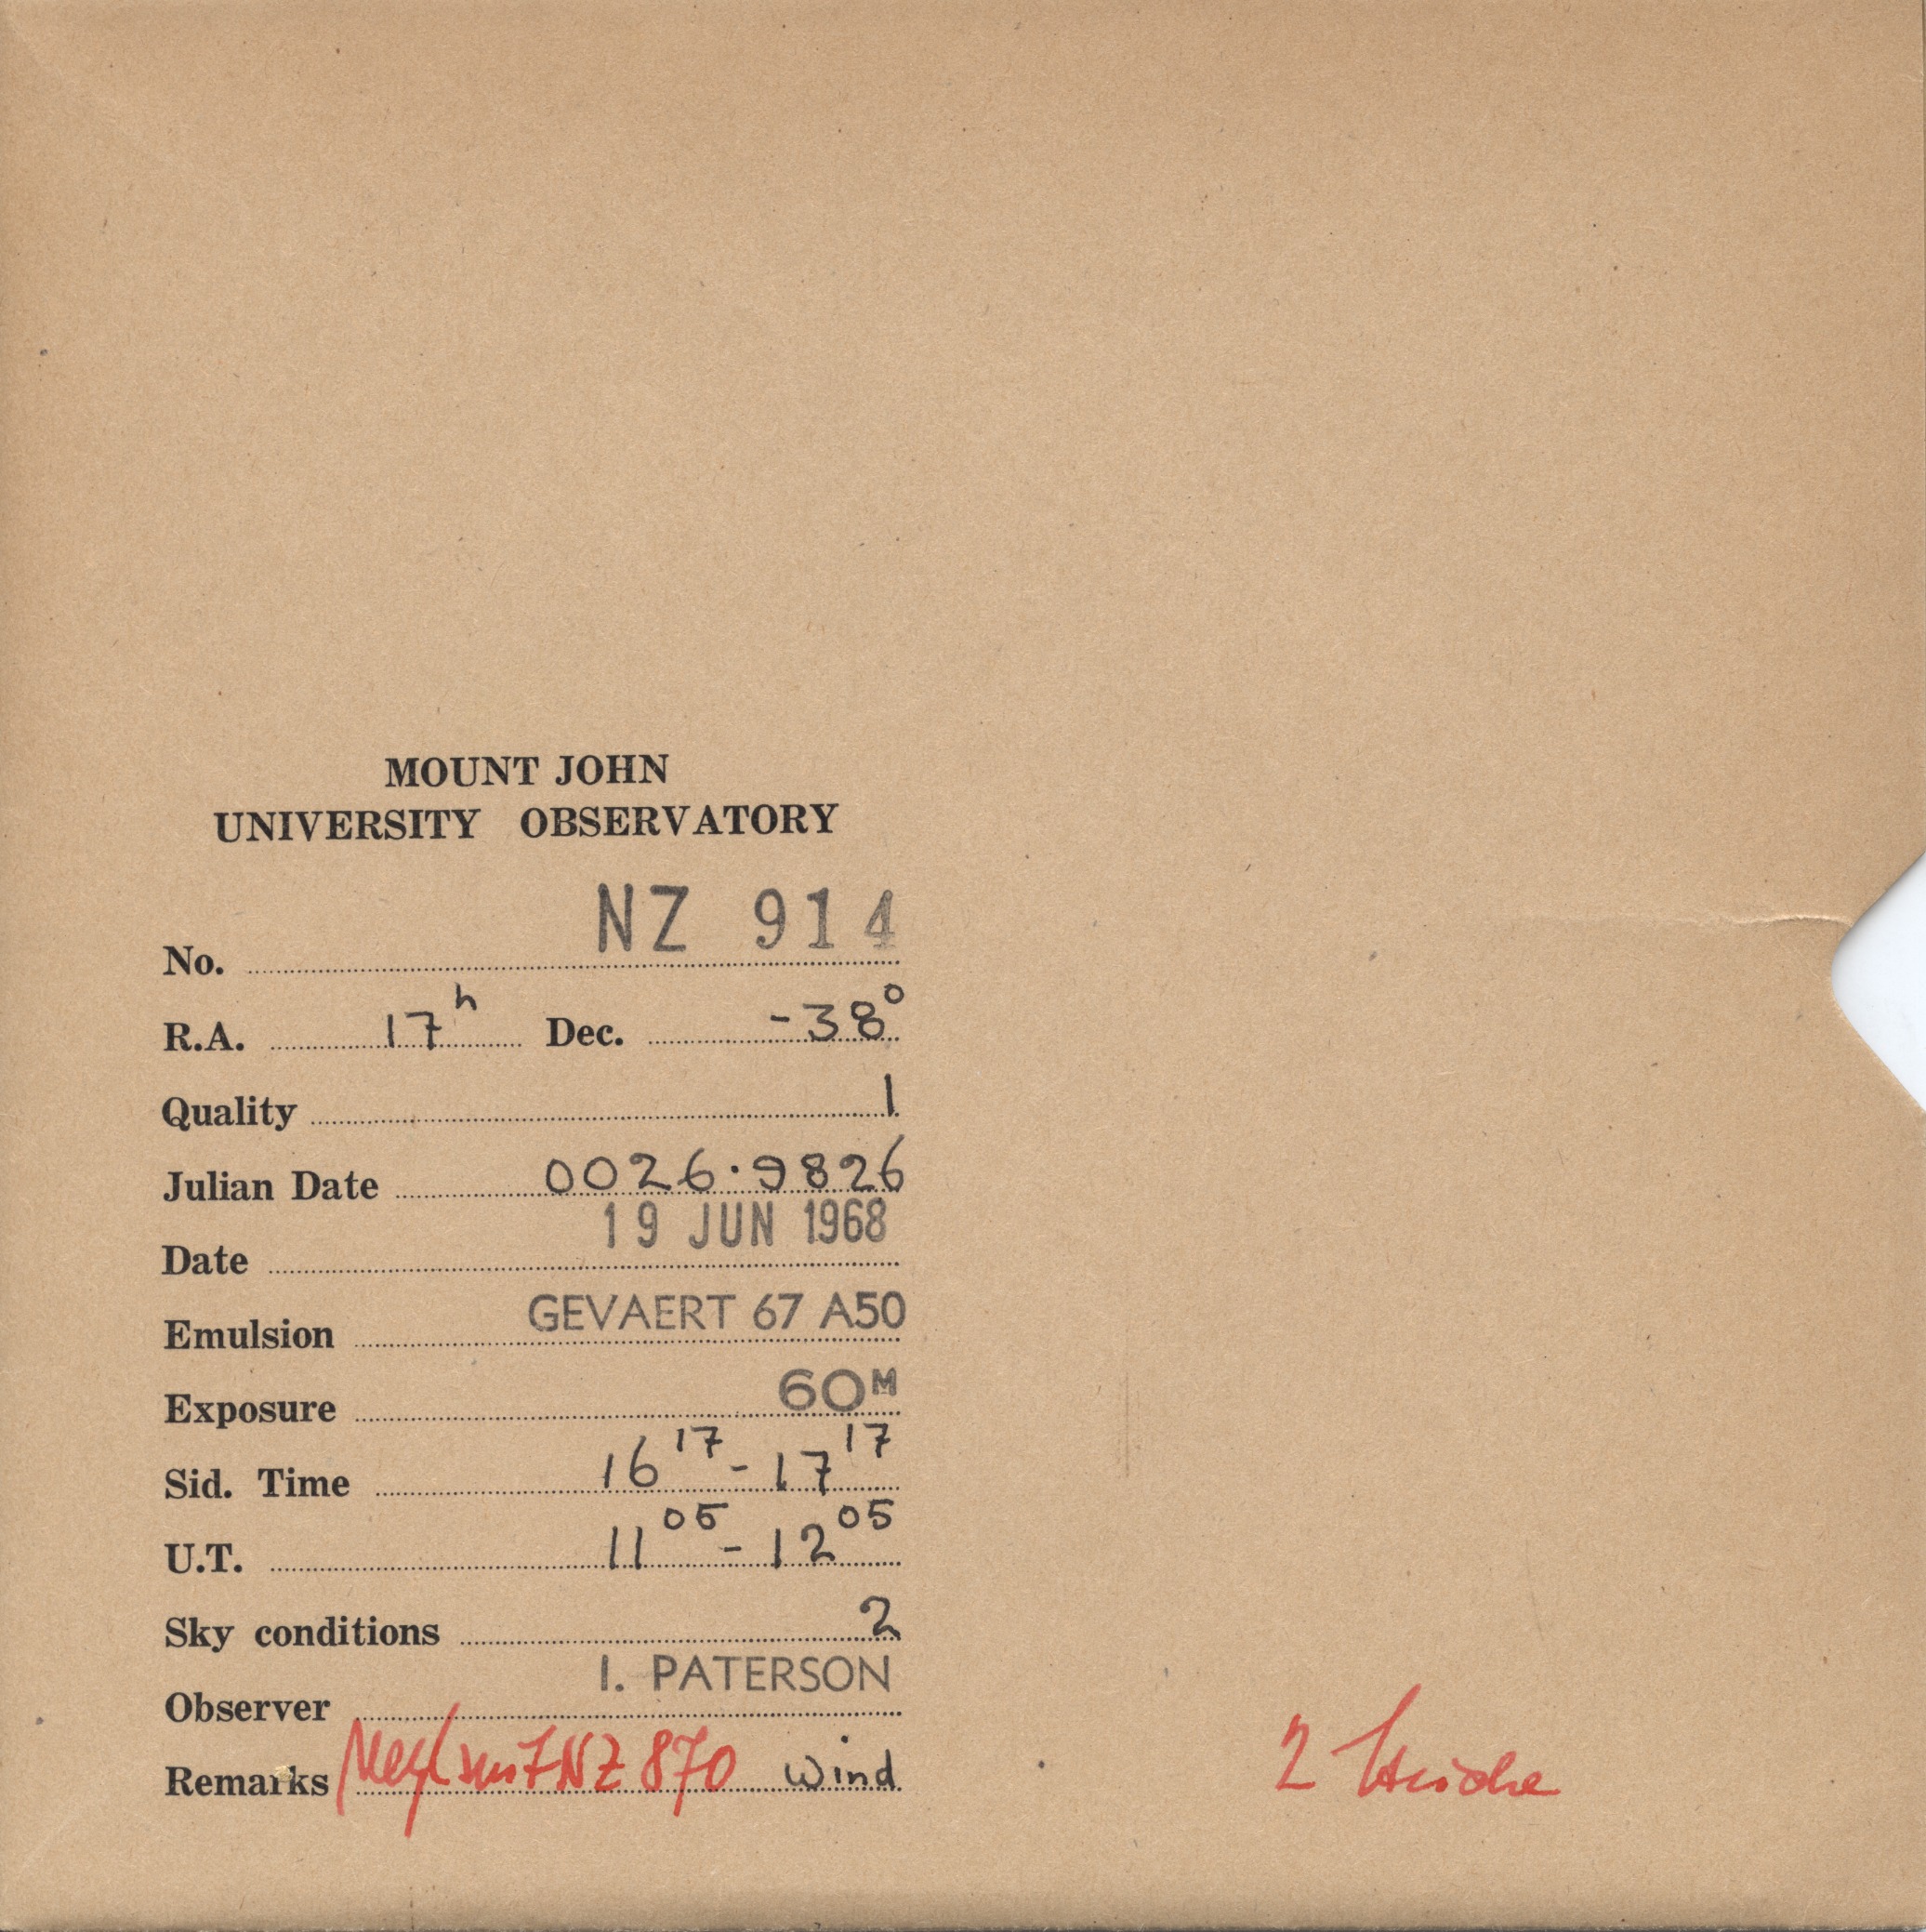 MOUNT JOHN
UNIVERSITY OBSERVATORY
No. NZ 914
R.A. 17h Dec. -38°
Quality 1
Julian Date 0026.9826
Date 19 JUN 1968
Emulsion GEVAERT 67 A50
Exposure 60M
Sid. Time 16 17 - 17 17
U.T. 11 05 - 12 05
Sky conditions 2
Observer I. PATERSON
Remarks NZ 870 Wind
2 Striche